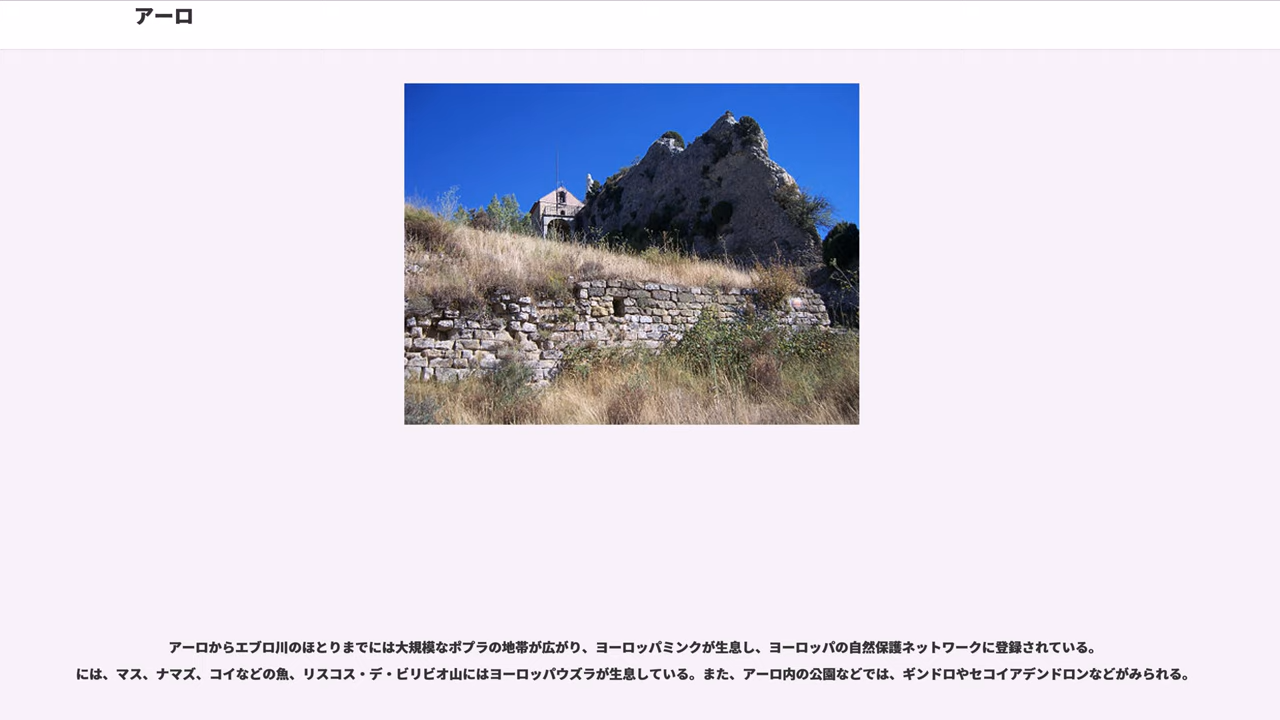 アーロ
アーロからエブロ川のほとりまでには大規模なポプラの地帯が広がり、ヨーロッパミンクが生息し、ヨーロッパの自然保護ネットワークに登録されている。
には、マス、ナマズ、コイなどの魚、リスコス・デ・ビリビオ山にはヨーロッパウズラが生息している。また、アーロ内の公園などでは、ギンドロやセコイアデンドロンなどがみられる。